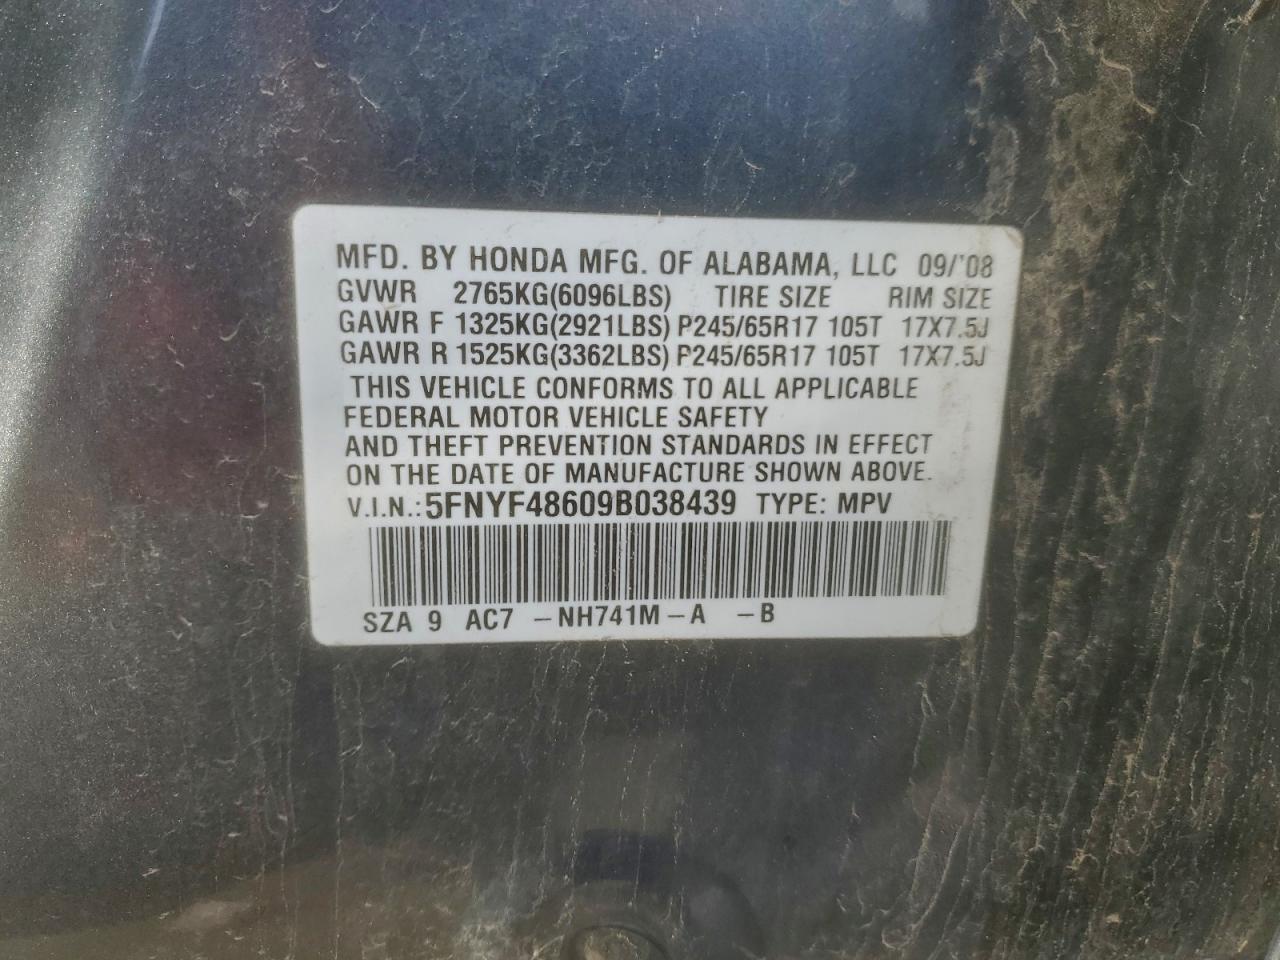 MFD. BY HONDA MFG. OF ALABAMA, LLC 09/'08
GVWR 2765KG(6096LBS) TIRE SIZE RIM SIZE
GAWR F 1325KG(2921LBS) P245/65R17 105T 17X7.5J
GAWR R 1525KG(3362LBS) P245/65R17 105T 17X7.5J
THIS VEHICLE CONFORMS TO ALL APPLICABLE
FEDERAL MOTOR VEHICLE SAFETY
AND THEFT PREVENTION STANDARDS IN EFFECT
ON THE DATE OF MANUFACTURE SHOWN ABOVE.
V.I.N.: 5FNYF48609B038439 TYPE: MPV
SZA 9 AC7 -NH741M-A -B